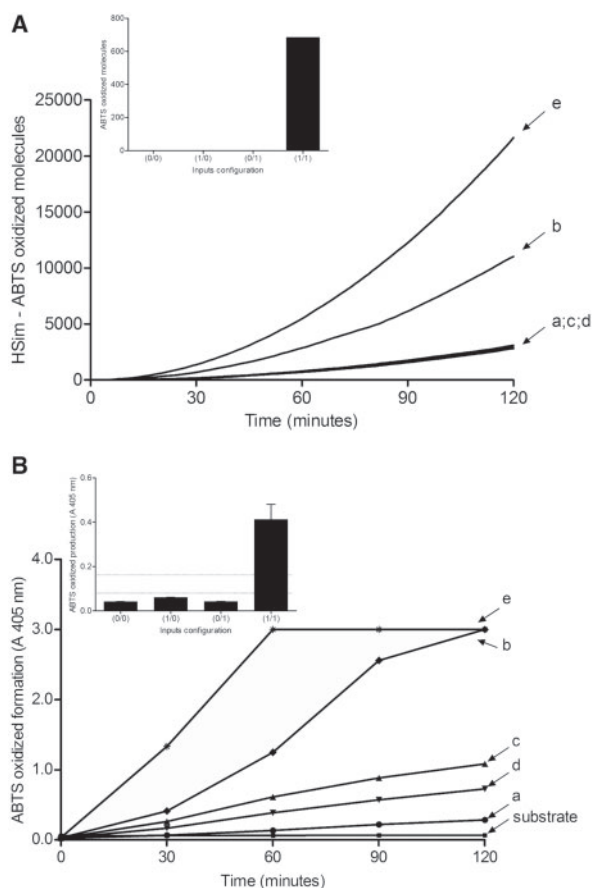 A
ABTS oxidized molecules
800
600
400
200
0
(0/0) (1/0) (0/1) (1/1)
Inputs configuration
HSim - ABTS oxidized molecules
25000
20000
15000
10000
5000
0
e
b
a;c;d
0 30 60 90 120
Time (minutes)
B
ABTS oxidized production (A 405 nm)
0.6
0.4
0.2
0.0
(0/0) (1/0) (0/1) (1/1)
Inputs configuration
ABTS oxidized formation (A 405 nm)
4.0
3.0
2.0
1.0
0.0
e
b
c
d
a
substrate
0 30 60 90 120
Time (minutes)